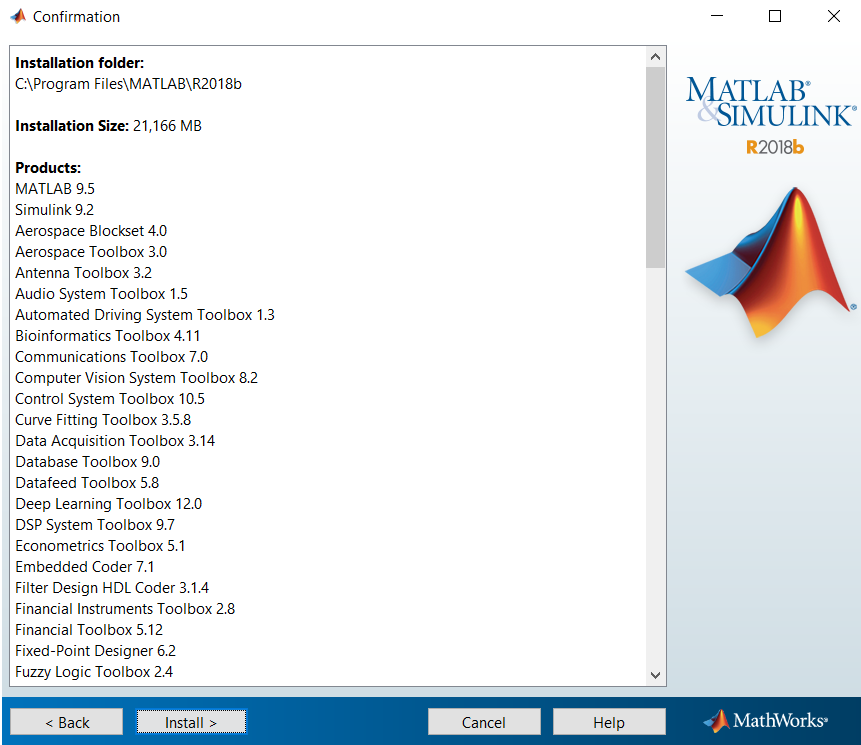 Confirmation
Installation folder:
C:\Program Files\MATLAB\R2018b
Installation Size: 21,166 MB
Products:
MATLAB 9.5
Simulink 9.2
Aerospace Blockset 4.0
Aerospace Toolbox 3.0
Antenna Toolbox 3.2
Audio System Toolbox 1.5
Automated Driving System Toolbox 1.3
Bioinformatics Toolbox 4.11
Communications Toolbox 7.0
Computer Vision System Toolbox 8.2
Control System Toolbox 10.5
Curve Fitting Toolbox 3.5.8
Data Acquisition Toolbox 3.14
Database Toolbox 9.0
Datafeed Toolbox 5.8
Deep Learning Toolbox 12.0
DSP System Toolbox 9.7
Econometrics Toolbox 5.1
Embedded Coder 7.1
Filter Design HDL Coder 3.1.4
Financial Instruments Toolbox 2.8
Financial Toolbox 5.12
Fixed-Point Designer 6.2
Fuzzy Logic Toolbox 2.4
MATLAB®
&SIMULINK®
R2018b
®
< Back
Install >
Cancel
Help
MathWorks®